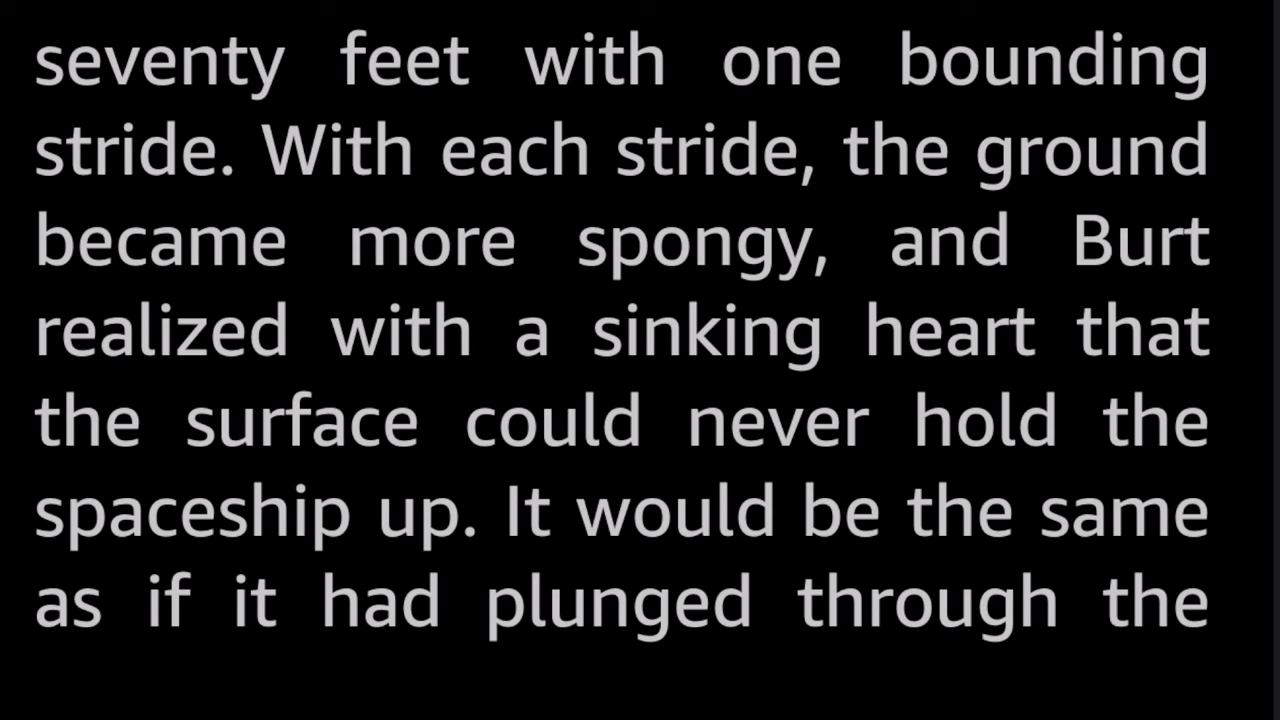 seventy feet with one bounding
stride. With each stride, the ground
became more spongy, and Burt
realized with a sinking heart that
the surface could never hold the
spaceship up. It would be the same
as if it had plunged through the